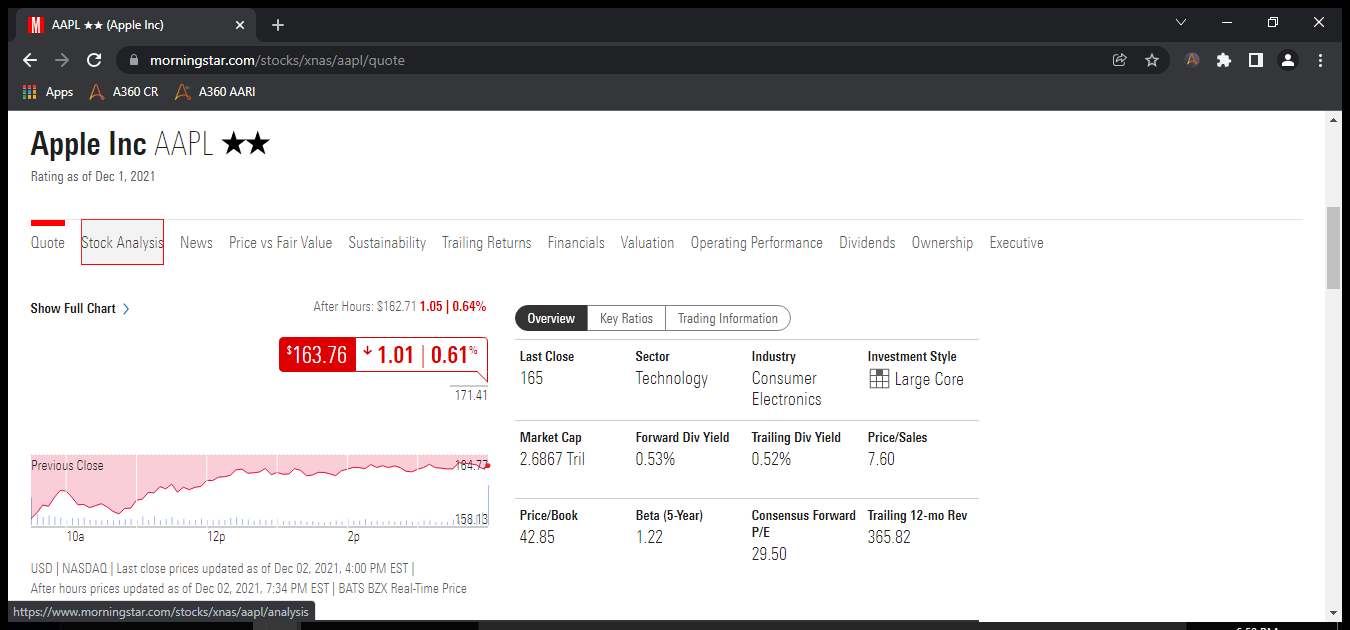 AAPL ★★ (Apple Inc)
morningstar.com/stocks/xnas/aapl/quote
Apps A360 CR A360 AARI
Apple Inc AAPL ★★
Rating as of Dec 1, 2021
Quote Stock Analysis News Price vs Fair Value Sustainability Trailing Returns Financials Valuation Operating Performance Dividends Ownership Executive
Show Full Chart
After Hours: $162.71 1.05 | 0.64%
$163.76 1.01 | 0.61%
171.41
Previous Close
158.13
10a 12p 2p
USD | NASDAQ | Last close prices updated as of Dec 02, 2021, 4:00 PM EST |
After hours prices updated as of Dec 02, 2021, 7:34 PM EST | BATS BZX Real-Time Price
Overview Key Ratios Trading Information
Last Close Sector Industry Investment Style
165 Technology Consumer Large Core
Electronics
Market Cap Forward Div Yield Trailing Div Yield Price/Sales
2.6867 Tril 0.53% 0.52% 7.60
Price/Book Beta (5-Year) Consensus Forward Trailing 12-mo Rev
P/E
42.85 1.22 29.50 365.82
https://www.morningstar.com/stocks/xnas/aapl/analysis